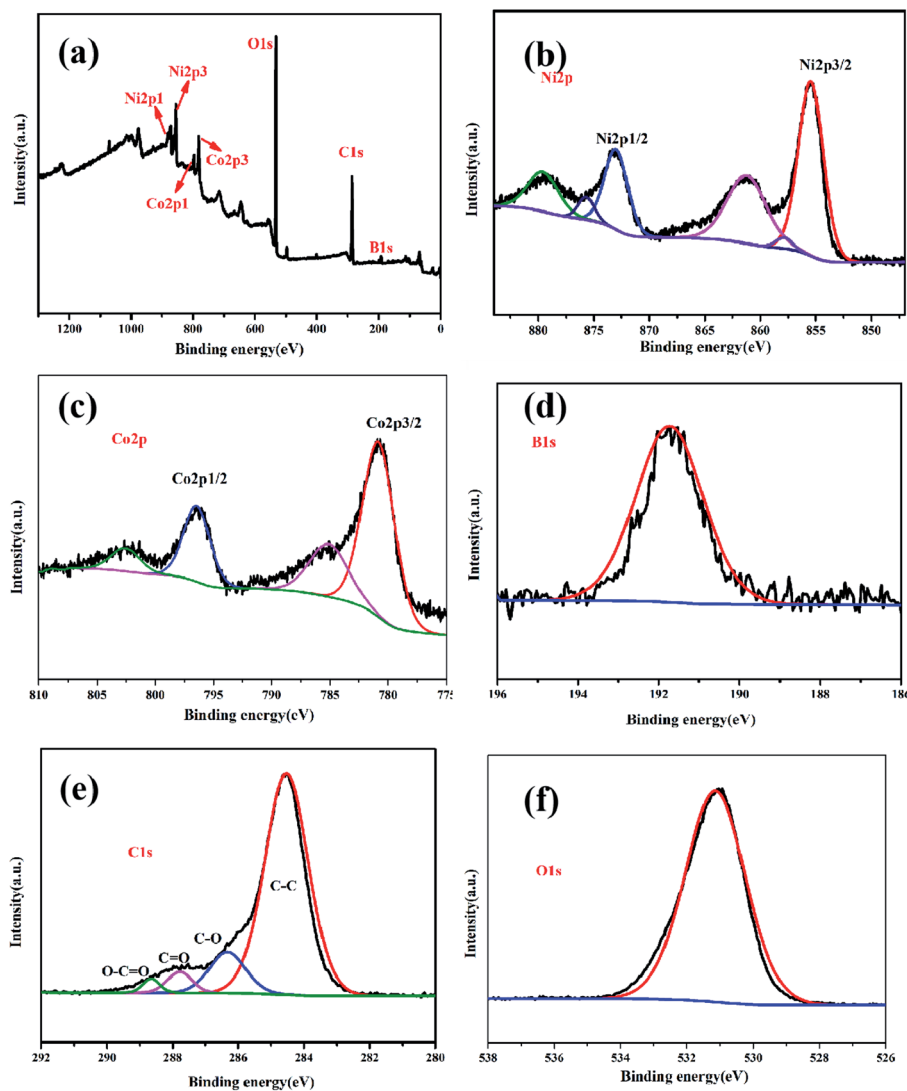 (a)
O1s
Ni2p3
Ni2p1
Co2p3
Co2p1
C1s
B1s
Intensity(a.u.)
1200 1000 800 600 400 200 0
Binding energy(eV)
(b)
Ni2p
Ni2p3/2
Ni2p1/2
Intensity(a.u.)
880 875 870 865 860 855 850
Binding energy(eV)
(c)
Co2p
Co2p3/2
Co2p1/2
Intensity(a.u.)
810 805 800 795 790 785 780 775
Binding energy(eV)
(d)
B1s
Intensity(a.u.)
196 194 192 190 188 186
Binding energy(eV)
(e)
C1s
C-C
C-O
C=O
O-C=O
Intensity(a.u.)
292 290 288 286 284 282 280
Binding energy(eV)
(f)
O1s
Intensity(a.u.)
538 536 534 532 530 528 526
Binding energy(eV)